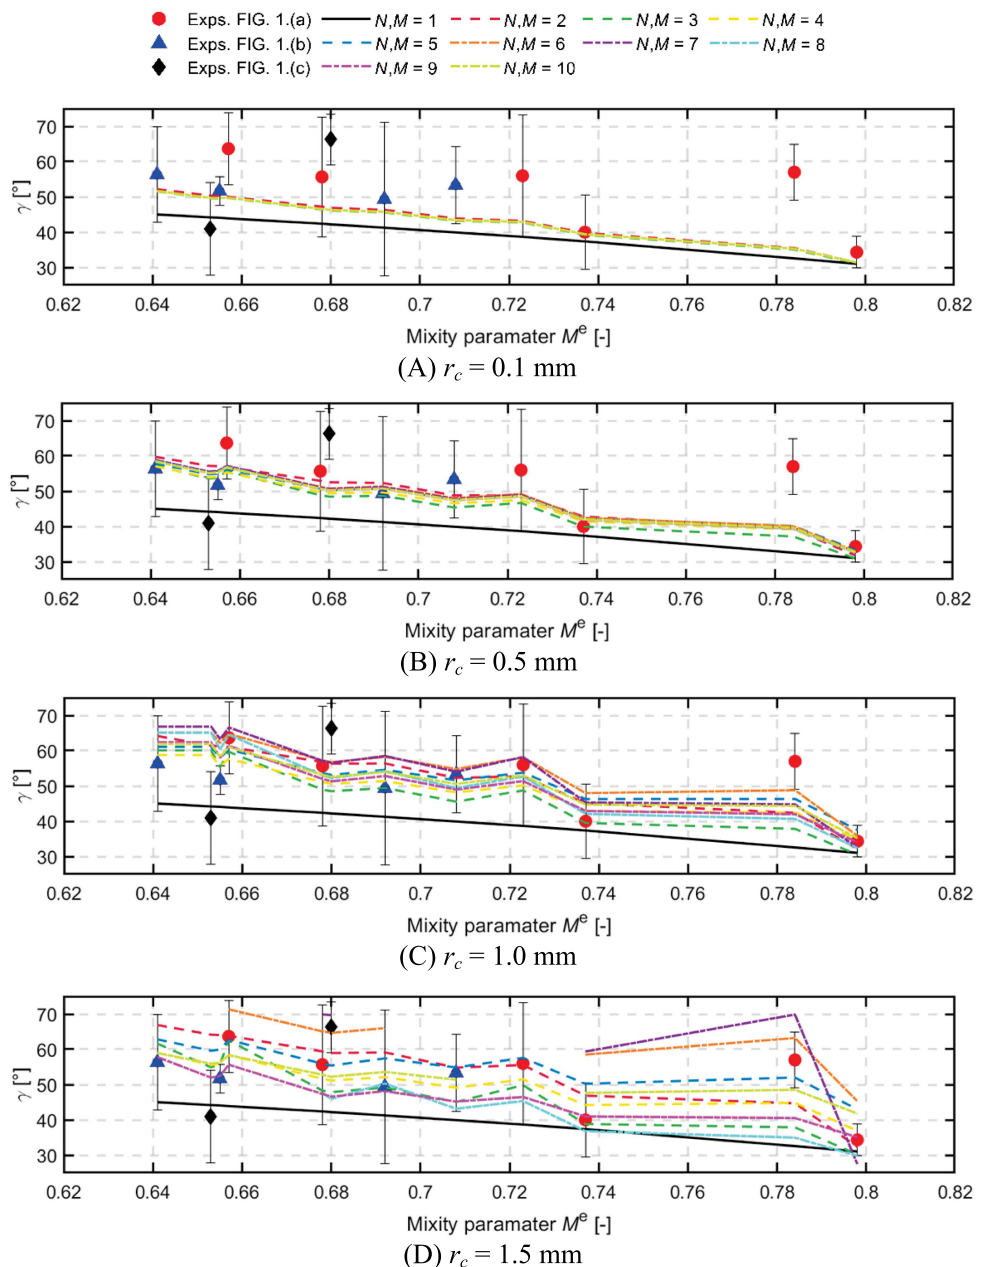 Exps. FIG. 1.(a) N,M = 1 N,M = 2 N,M = 3 N,M = 4
Exps. FIG. 1.(b) N,M = 5 N,M = 6 N,M = 7 N,M = 8
Exps. FIG. 1.(c) N,M = 9 N,M = 10
70
60
50
40
30
γ [°]
0.62 0.64 0.66 0.68 0.7 0.72 0.74 0.76 0.78 0.8 0.82
Mixity paramater Mᵉ [-]
(A) r_c = 0.1 mm
70
60
50
40
30
γ [°]
0.62 0.64 0.66 0.68 0.7 0.72 0.74 0.76 0.78 0.8 0.82
Mixity paramater Mᵉ [-]
(B) r_c = 0.5 mm
70
60
50
40
30
γ [°]
0.62 0.64 0.66 0.68 0.7 0.72 0.74 0.76 0.78 0.8 0.82
Mixity paramater Mᵉ [-]
(C) r_c = 1.0 mm
70
60
50
40
30
γ [°]
0.62 0.64 0.66 0.68 0.7 0.72 0.74 0.76 0.78 0.8 0.82
Mixity paramater Mᵉ [-]
(D) r_c = 1.5 mm